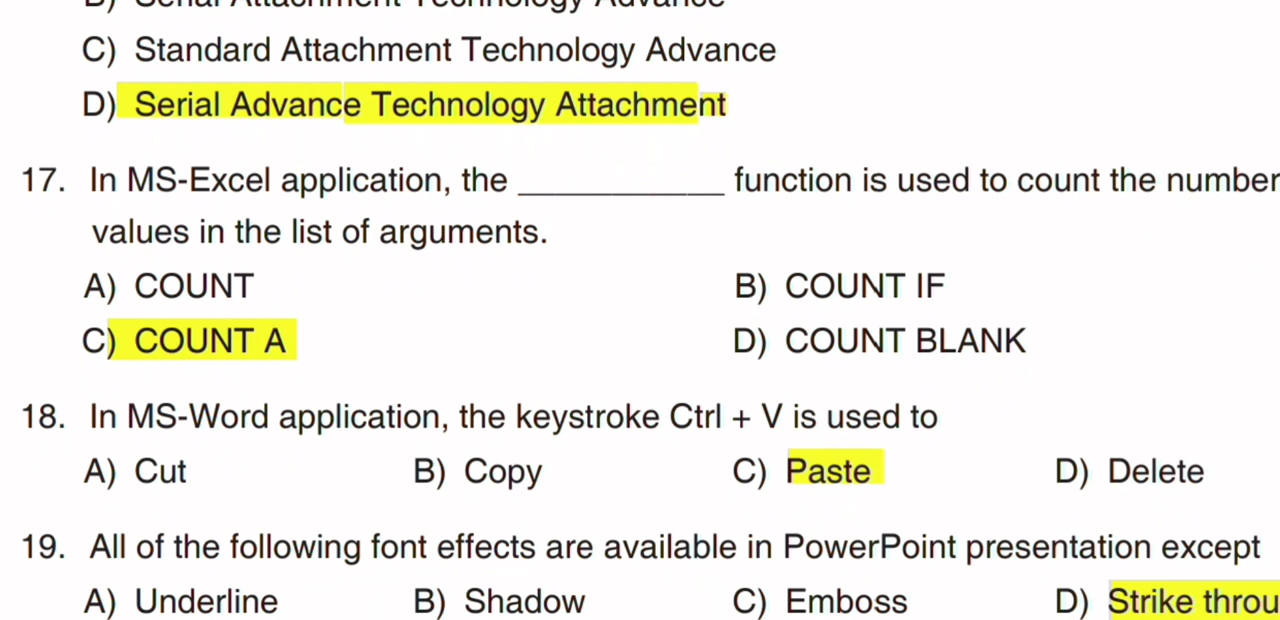 C) Standard Attachment Technology Advance
D) Serial Advance Technology Attachment
17. In MS-Excel application, the ____________ function is used to count the number
values in the list of arguments.
A) COUNT B) COUNT IF
C) COUNT A D) COUNT BLANK
18. In MS-Word application, the keystroke Ctrl + V is used to
A) Cut B) Copy C) Paste D) Delete
19. All of the following font effects are available in PowerPoint presentation except
A) Underline B) Shadow C) Emboss D) Strike throu